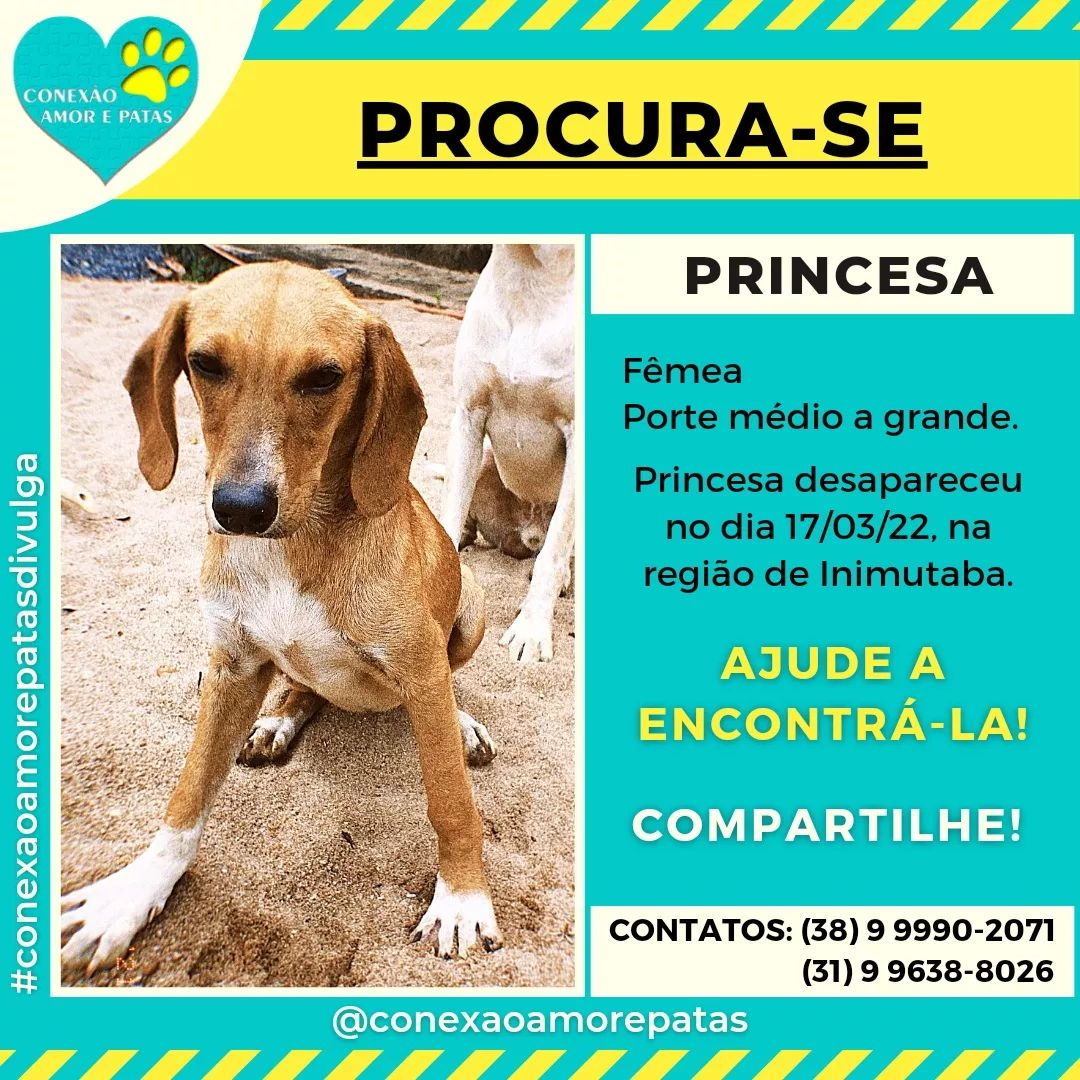 CONEXÃO
AMOR E PATAS
PROCURA-SE
PRINCESA
Fêmea
Porte médio a grande.
Princesa desapareceu
no dia 17/03/22, na
região de Inimutaba.
AJUDE A
ENCONTRÁ-LA!
COMPARTILHE!
CONTATOS: (38) 9 9990-2071
(31) 9 9638-8026
#conexaoamorepatasdivulga
@conexaoamorepatas